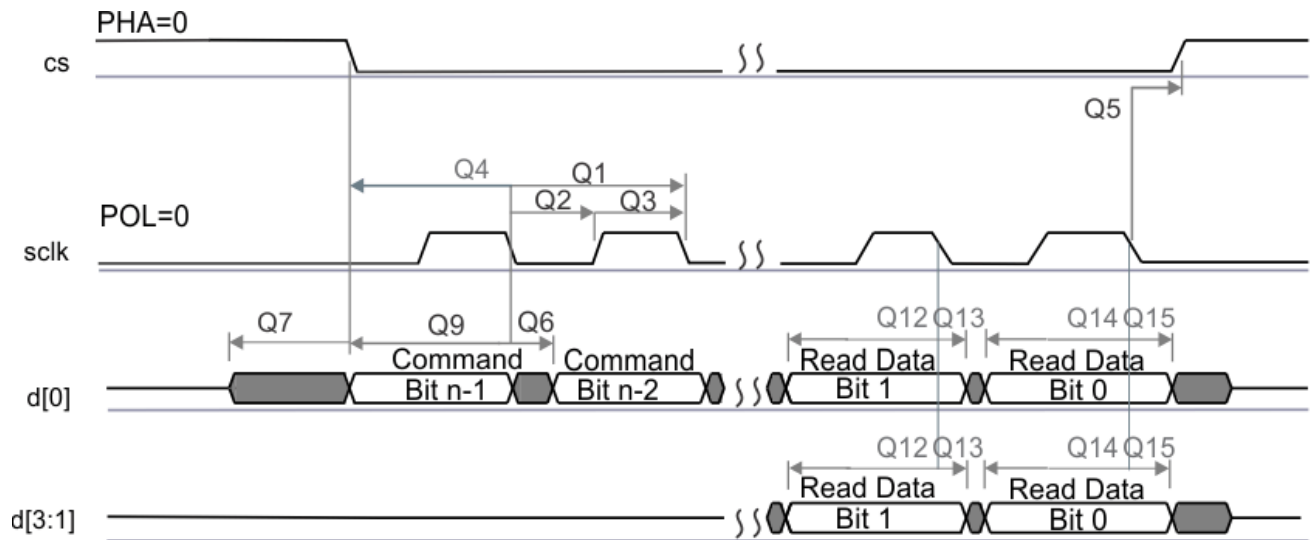 PHA=0
cs
Q5
Q4 Q1
Q2 Q3
POL=0
sclk
Q7 Q9 Q6 Q12 Q13 Q14 Q15
Command Command Read Data Read Data
d[0] Bit n-1 Bit n-2 Bit 1 Bit 0
Q12 Q13 Q14 Q15
Read Data Read Data
d[3:1] Bit 1 Bit 0